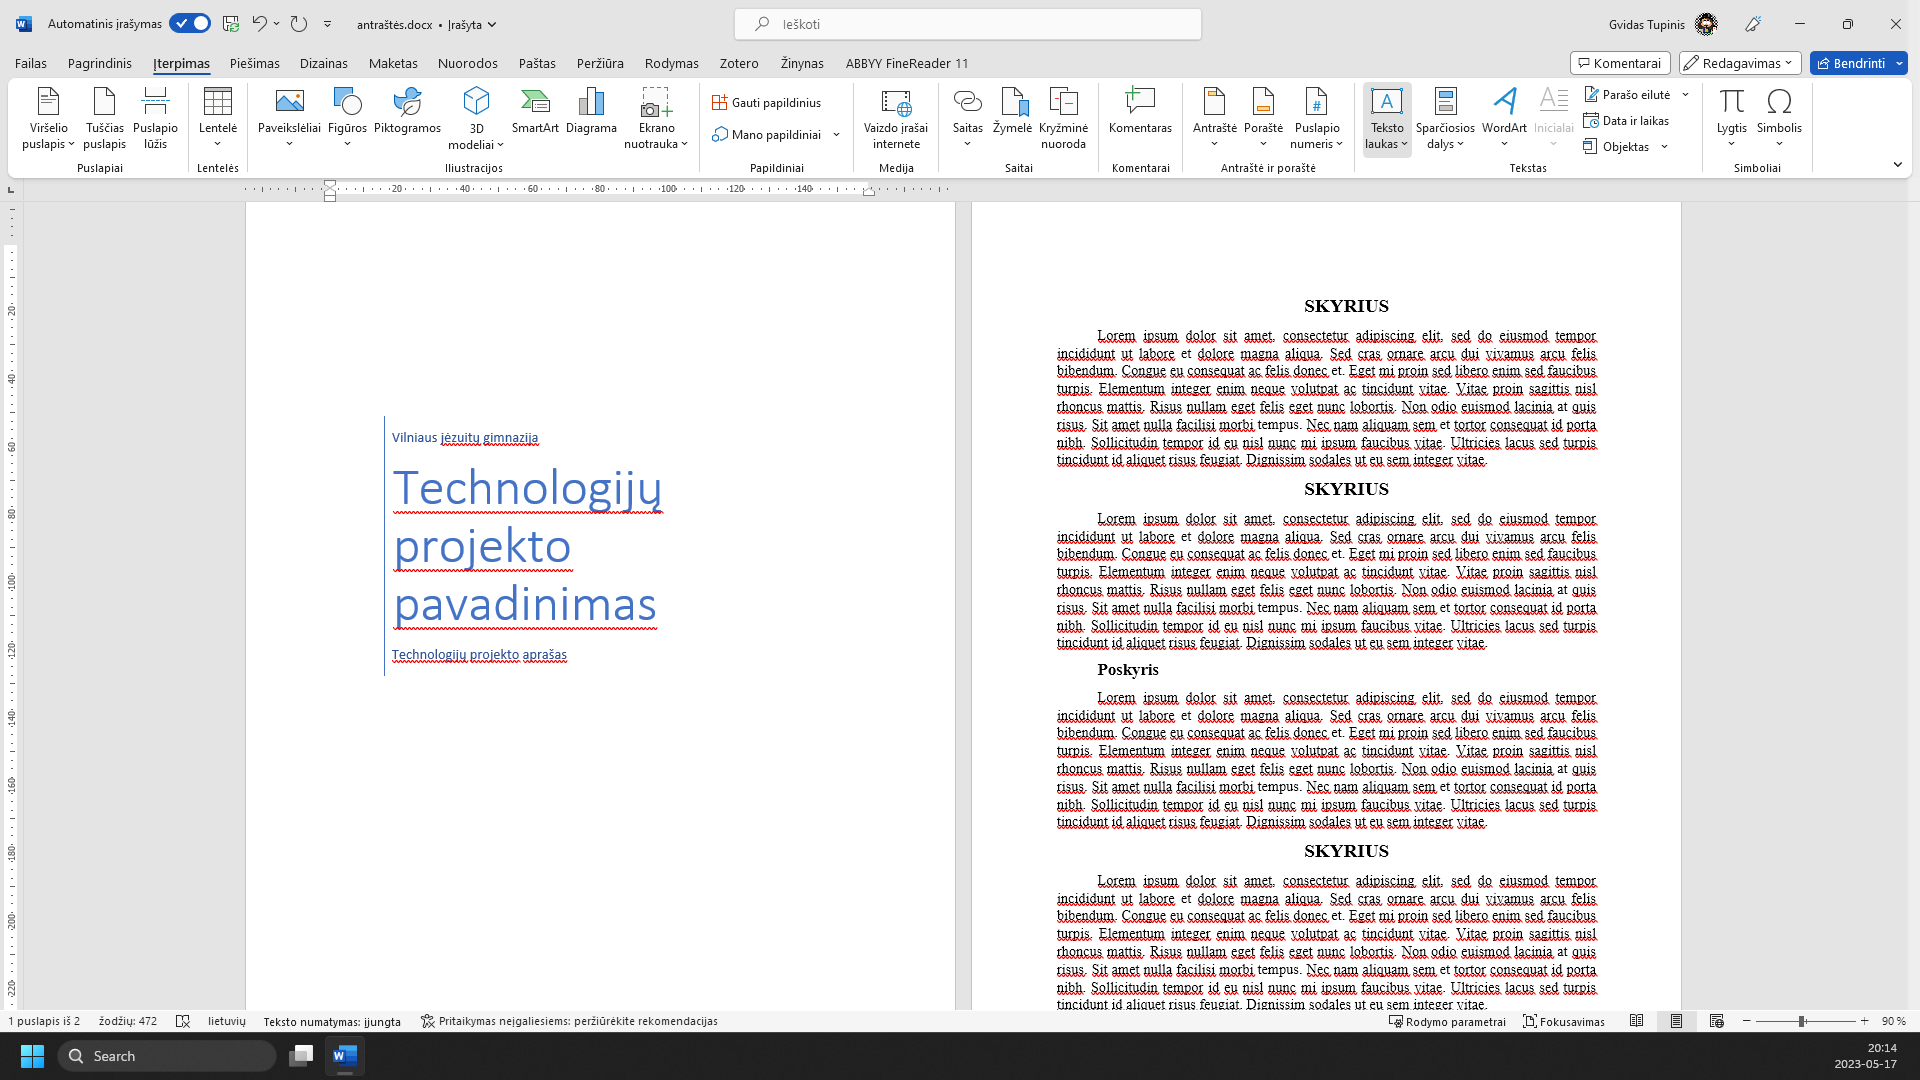 Automatinis įrašymas
antraštės.docx • Įrašyta
Ieškoti
Gvidas Tupinis
Failas Pagrindinis Įterpimas Piešimas Dizainas Maketas Nuorodos Paštas Peržiūra Rodymas Zotero Žinynas ABBYY FineReader 11
Komentarai Redagavimas Bendrinti
Viršelio puslapis
Tuščias puslapis
Puslapio lūžis
Puslapiai
Lentelė
Lentelės
Paveikslėliai
Figūros
Piktogramos
3D modeliai
SmartArt
Diagrama
Ekrano nuotrauka
Iliustracijos
Gauti papildinius
Mano papildiniai
Papildiniai
Vaizdo įrašai internete
Medija
Saitas
Žymelė
Kryžminė nuoroda
Saitai
Komentaras
Komentarai
Antraštė
Poraštė
Puslapio numeris
Antraštė ir poraštė
Teksto laukas
Sparčiosios dalys
WordArt
Inicialai
Parašo eilutė
Data ir laikas
Objektas
Tekstas
Lygtis
Simbolis
Simboliai
20 40 60 80 100 120 140
20
40
60
80
100
120
140
160
180
200
220
Vilniaus jėzuitų gimnazija
Technologijų
projekto
pavadinimas
Technologijų projekto aprašas
SKYRIUS
Lorem ipsum dolor sit amet, consectetur adipiscing elit, sed do eiusmod tempor
incididunt ut labore et dolore magna aliqua. Sed cras ornare arcu dui vivamus arcu felis
bibendum. Congue eu consequat ac felis donec et. Eget mi proin sed libero enim sed faucibus
turpis. Elementum integer enim neque volutpat ac tincidunt vitae. Vitae proin sagittis nisl
rhoncus mattis. Risus nullam eget felis eget nunc lobortis. Non odio euismod lacinia at quis
risus. Sit amet nulla facilisi morbi tempus. Nec nam aliquam sem et tortor consequat id porta
nibh. Sollicitudin tempor id eu nisl nunc mi ipsum faucibus vitae. Ultricies lacus sed turpis
tincidunt id aliquet risus feugiat. Dignissim sodales ut eu sem integer vitae.
SKYRIUS
Lorem ipsum dolor sit amet, consectetur adipiscing elit, sed do eiusmod tempor
incididunt ut labore et dolore magna aliqua. Sed cras ornare arcu dui vivamus arcu felis
bibendum. Congue eu consequat ac felis donec et. Eget mi proin sed libero enim sed faucibus
turpis. Elementum integer enim neque volutpat ac tincidunt vitae. Vitae proin sagittis nisl
rhoncus mattis. Risus nullam eget felis eget nunc lobortis. Non odio euismod lacinia at quis
risus. Sit amet nulla facilisi morbi tempus. Nec nam aliquam sem et tortor consequat id porta
nibh. Sollicitudin tempor id eu nisl nunc mi ipsum faucibus vitae. Ultricies lacus sed turpis
tincidunt id aliquet risus feugiat. Dignissim sodales ut eu sem integer vitae.
Poskyris
Lorem ipsum dolor sit amet, consectetur adipiscing elit, sed do eiusmod tempor
incididunt ut labore et dolore magna aliqua. Sed cras ornare arcu dui vivamus arcu felis
bibendum. Congue eu consequat ac felis donec et. Eget mi proin sed libero enim sed faucibus
turpis. Elementum integer enim neque volutpat ac tincidunt vitae. Vitae proin sagittis nisl
rhoncus mattis. Risus nullam eget felis eget nunc lobortis. Non odio euismod lacinia at quis
risus. Sit amet nulla facilisi morbi tempus. Nec nam aliquam sem et tortor consequat id porta
nibh. Sollicitudin tempor id eu nisl nunc mi ipsum faucibus vitae. Ultricies lacus sed turpis
tincidunt id aliquet risus feugiat. Dignissim sodales ut eu sem integer vitae.
SKYRIUS
Lorem ipsum dolor sit amet, consectetur adipiscing elit, sed do eiusmod tempor
incididunt ut labore et dolore magna aliqua. Sed cras ornare arcu dui vivamus arcu felis
bibendum. Congue eu consequat ac felis donec et. Eget mi proin sed libero enim sed faucibus
turpis. Elementum integer enim neque volutpat ac tincidunt vitae. Vitae proin sagittis nisl
rhoncus mattis. Risus nullam eget felis eget nunc lobortis. Non odio euismod lacinia at quis
risus. Sit amet nulla facilisi morbi tempus. Nec nam aliquam sem et tortor consequat id porta
nibh. Sollicitudin tempor id eu nisl nunc mi ipsum faucibus vitae. Ultricies lacus sed turpis
tincidunt id aliquet risus feugiat. Dignissim sodales ut eu sem integer vitae.
1 puslapis iš 2 žodžių: 472 lietuvių Teksto numatymas: įjungta Pritaikymas neįgaliesiems: peržiūrėkite rekomendacijas Rodymo parametrai Fokusavimas 90 %
Search
20:14
2023-05-17